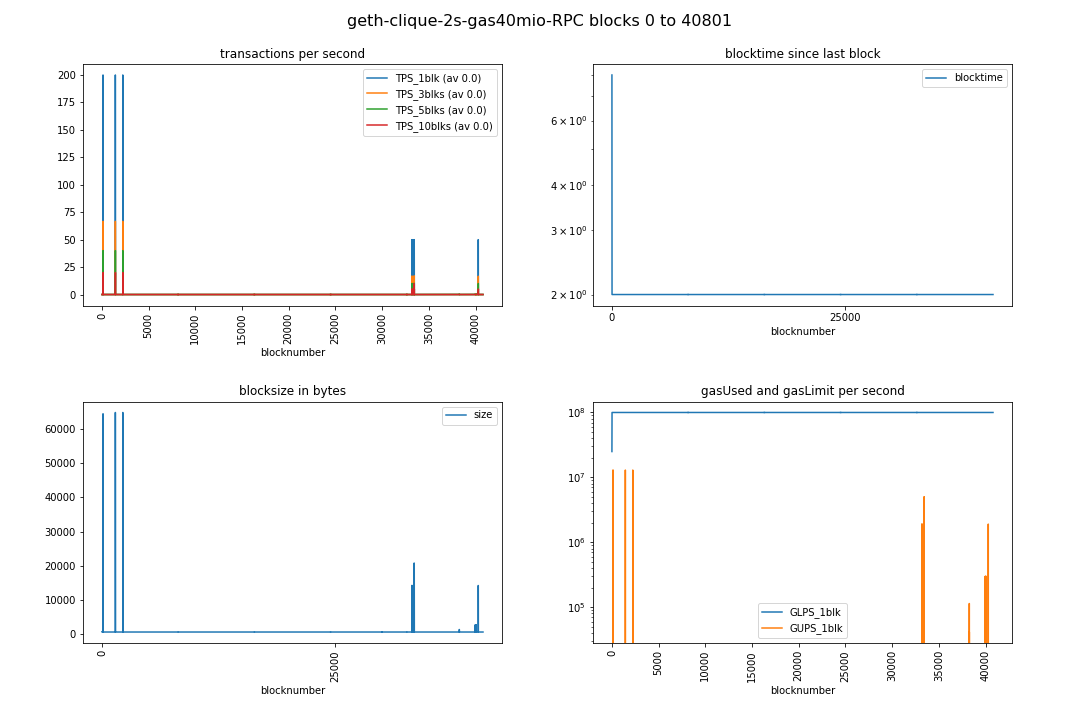 geth-clique-2s-gas40mio-RPC blocks 0 to 40801
transactions per second
200
175
150
125
100
75
50
25
0
TPS_1blk (av 0.0)
TPS_3blks (av 0.0)
TPS_5blks (av 0.0)
TPS_10blks (av 0.0)
0
5000
10000
15000
20000
25000
30000
35000
40000
blocknumber
blocktime since last block
6 × 10⁰
4 × 10⁰
3 × 10⁰
2 × 10⁰
blocktime
0
25000
blocknumber
blocksize in bytes
60000
50000
40000
30000
20000
10000
0
size
0
25000
blocknumber
gasUsed and gasLimit per second
10⁸
10⁷
10⁶
10⁵
GLPS_1blk
GUPS_1blk
0
5000
10000
15000
20000
25000
30000
35000
40000
blocknumber